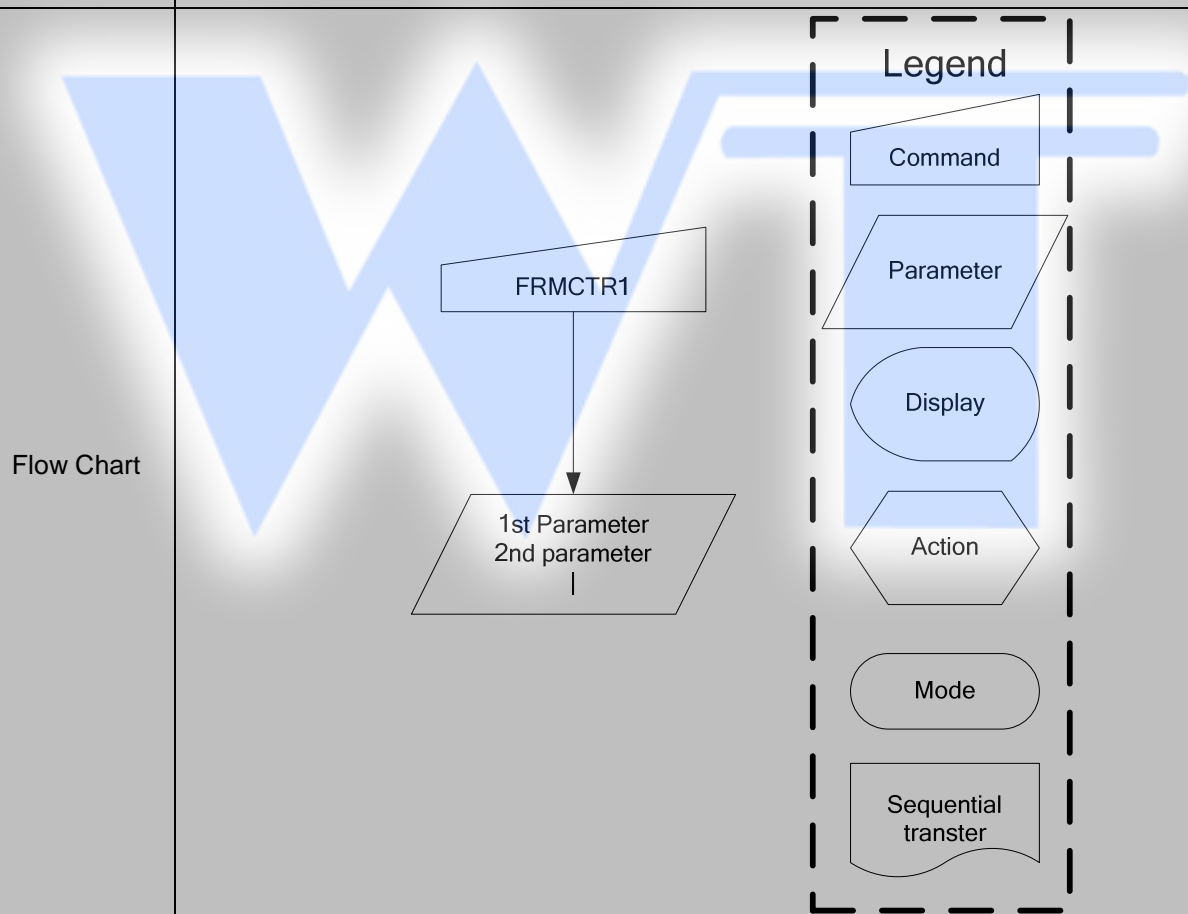 Flow Chart
FRMCTR1
1st Parameter
2nd parameter
|
Legend
Command
Parameter
Display
Action
Mode
Sequential
transter